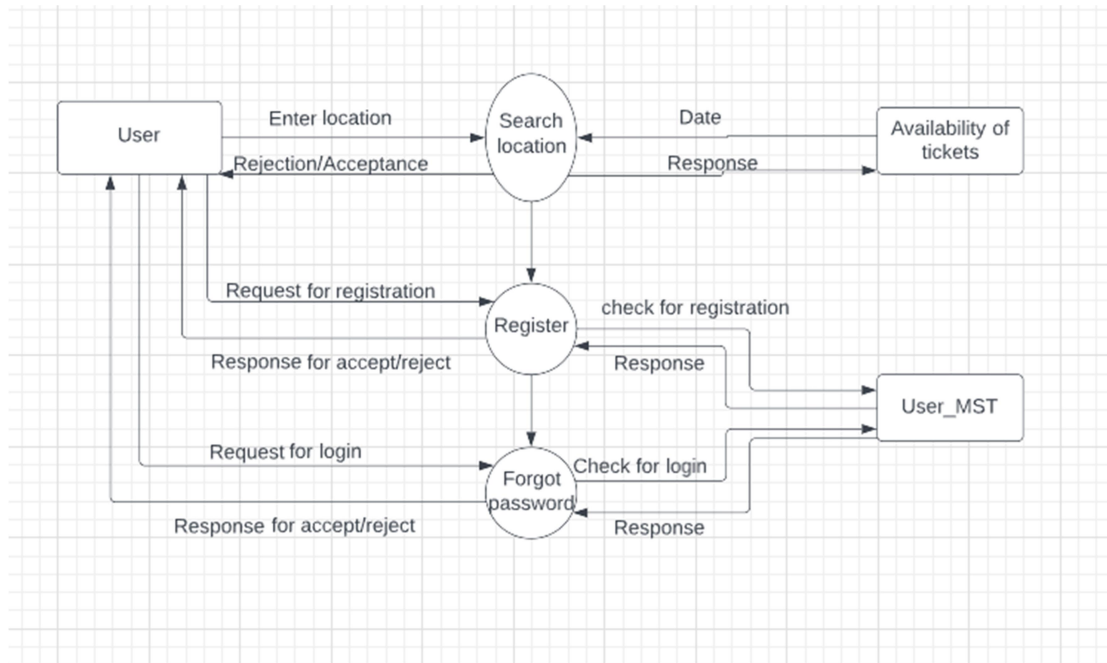 Enter location
Date
User
Search
location
Availability of
tickets
Rejection/Acceptance
Response
Request for registration
check for registration
Register
Response for accept/reject
Response
User_MST
Request for login
Check for login
Forgot
password
Response for accept/reject
Response